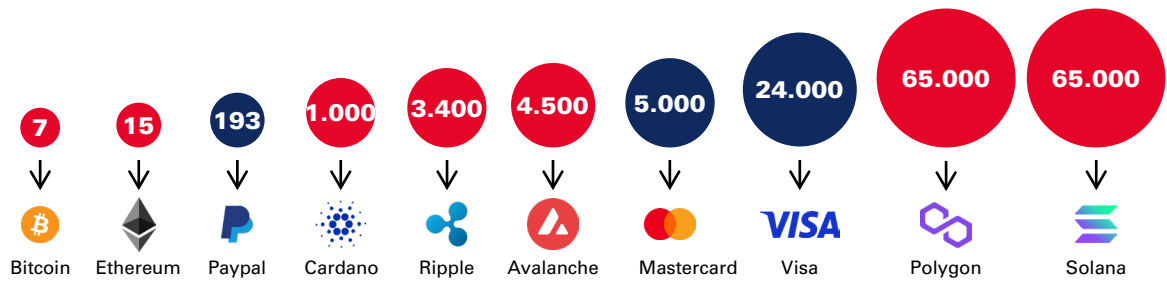 7 15 193 1.000 3.400 4.500 5.000 24.000 65.000 65.000
VISA
Bitcoin Ethereum Paypal Cardano Ripple Avalanche Mastercard Visa Polygon Solana